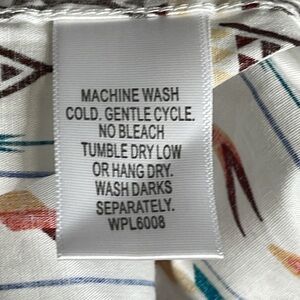 MACHINE WASH
COLD. GENTLE CYCLE.
NO BLEACH
TUMBLE DRY LOW
OR HANG DRY.
WASH DARKS
SEPARATELY.
WPL6008